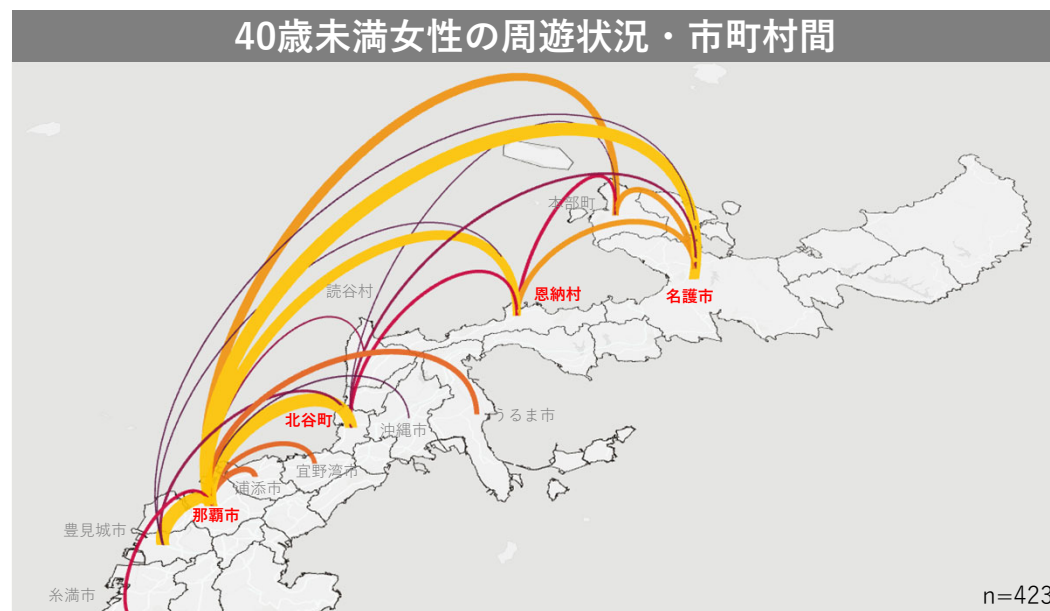 40歳未満女性の周遊状況・市町村間
本部町
読谷村
恩納村
名護市
北谷町
沖縄市
うるま市
宜野湾市
浦添市
那覇市
豊見城市
糸満市
n=423